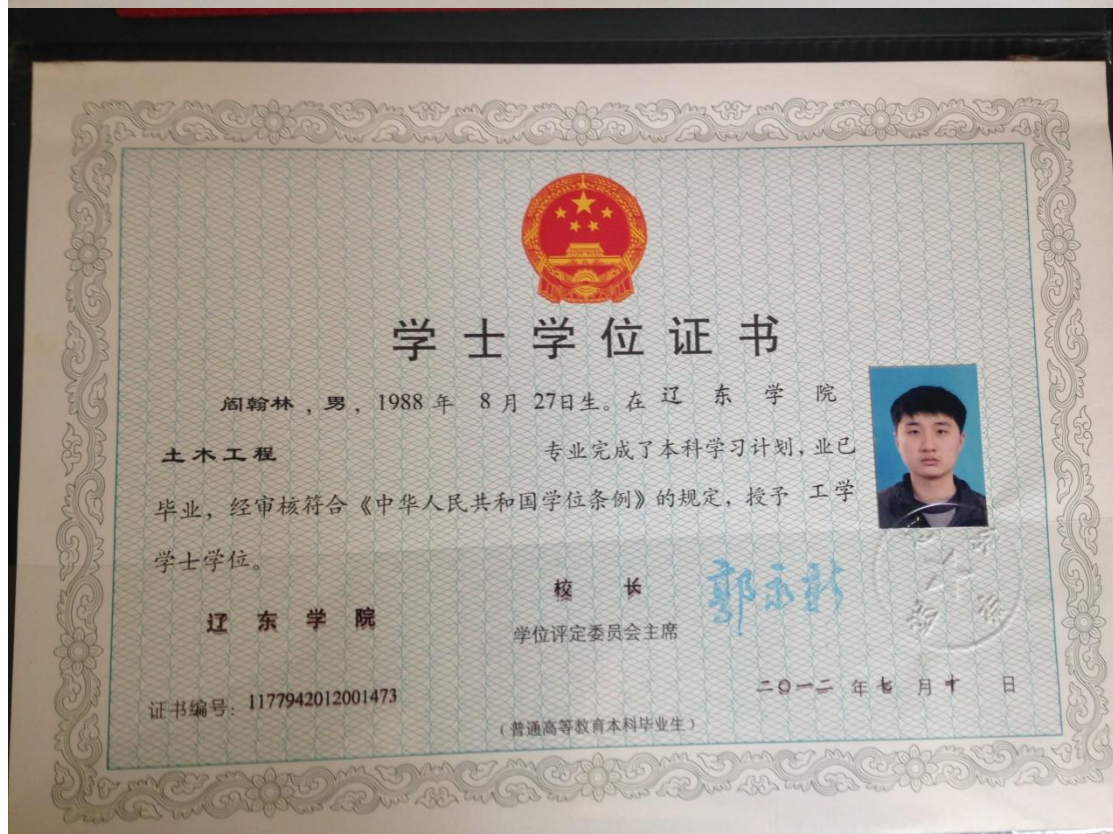 学士学位证书
阎翰林，男，1988年 8月 27日生。在 辽东学院
土木工程 专业完成了本科学习计划，业已
毕业，经审核符合《中华人民共和国学位条例》的规定，授予 工学
学士学位。
辽东学院
校长 郭永新
学位评定委员会主席
证书编号：1177942012001473
二〇一二年七月十日
（普通高等教育本科毕业生）